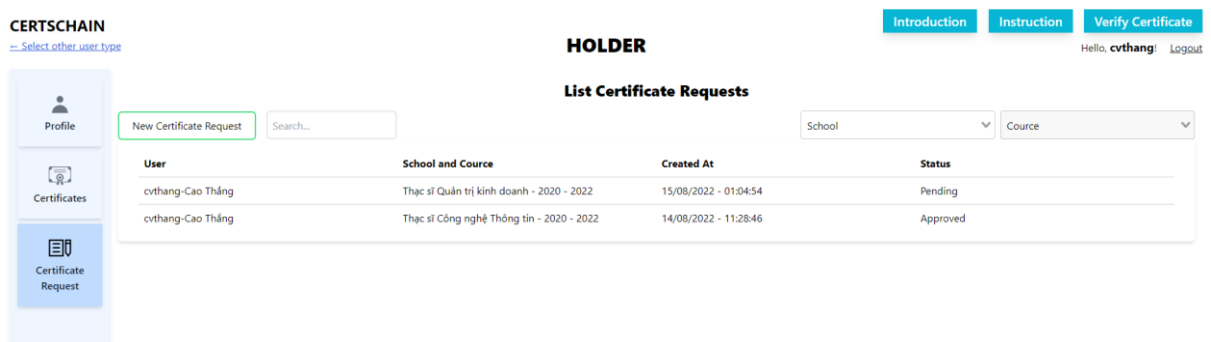 CERTSCHAIN
← Select other user type
HOLDER
Introduction
Instruction
Verify Certificate
Hello, cvthang! Logout
Profile
Certificates
Certificate
Request
List Certificate Requests
New Certificate Request
Search...
School
Cource
User School and Cource Created At Status
cvthang-Cao Thắng Thạc sĩ Quản trị kinh doanh - 2020 - 2022 15/08/2022 - 01:04:54 Pending
cvthang-Cao Thắng Thạc sĩ Công nghệ Thông tin - 2020 - 2022 14/08/2022 - 11:28:46 Approved